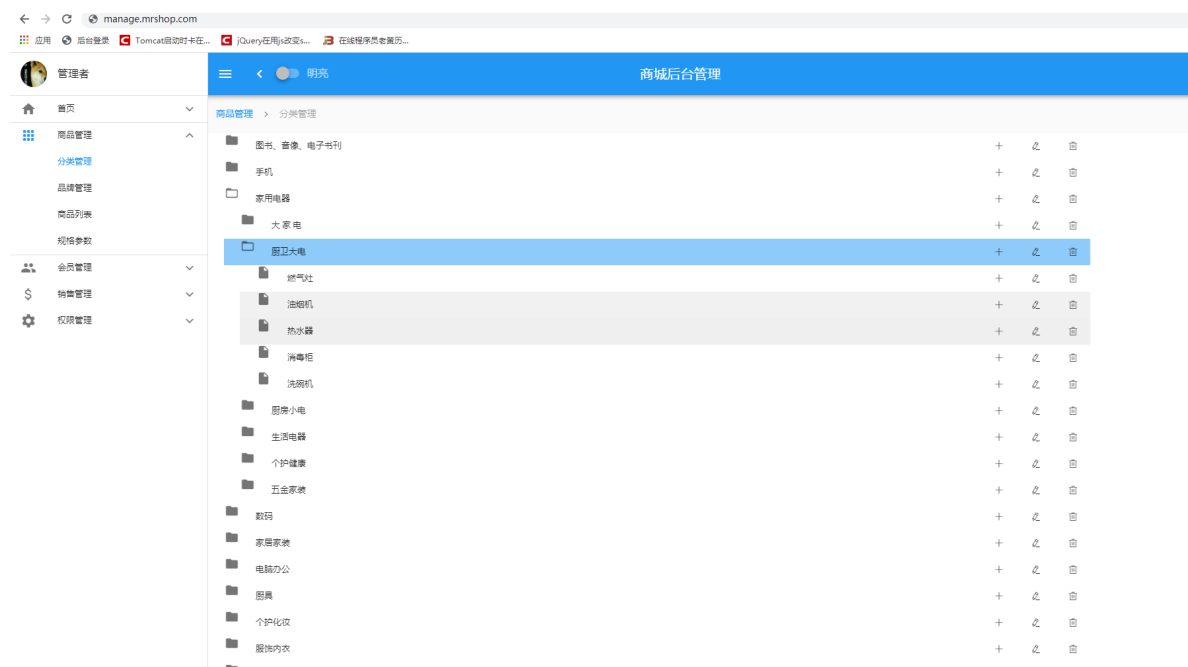 manage.mrshop.com
应用 后台登录 Tomcat启动时卡在... jQuery在用js改变s... 在线程序员老黄历...
管理者 明亮 商城后台管理
首页
商品管理
分类管理
品牌管理
商品列表
规格参数
会员管理
销售管理
权限管理
商品管理 > 分类管理
图书、音像、电子书刊
手机
家用电器
大 家 电
厨卫大电
燃气灶
油烟机
热水器
消毒柜
洗碗机
厨房小电
生活电器
个护健康
五金家装
数码
家居家装
电脑办公
厨具
个护化妆
服饰内衣